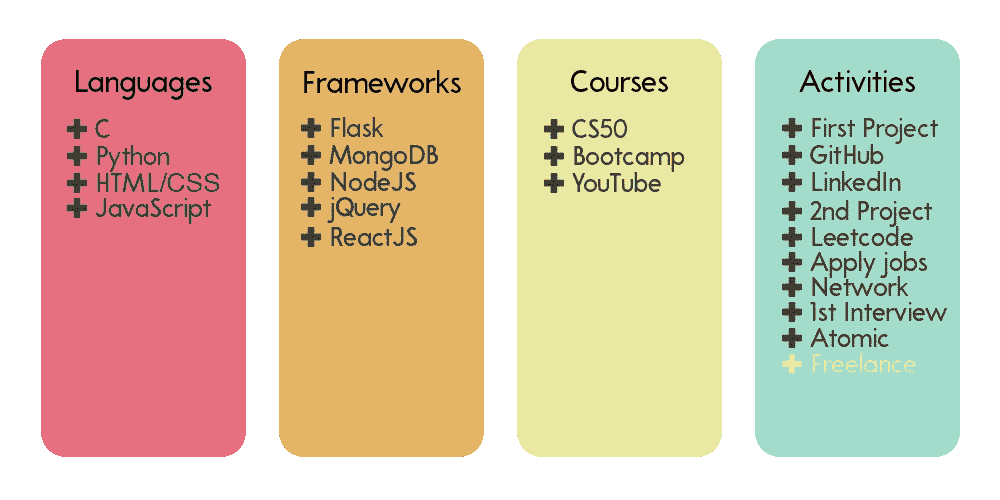 Languages
C
Python
HTML/CSS
JavaScript
Frameworks
Flask
MongoDB
NodeJS
jQuery
ReactJS
Courses
CS50
Bootcamp
YouTube
Activities
First Project
GitHub
LinkedIn
2nd Project
Leetcode
Apply jobs
Network
1st Interview
Atomic
Freelance